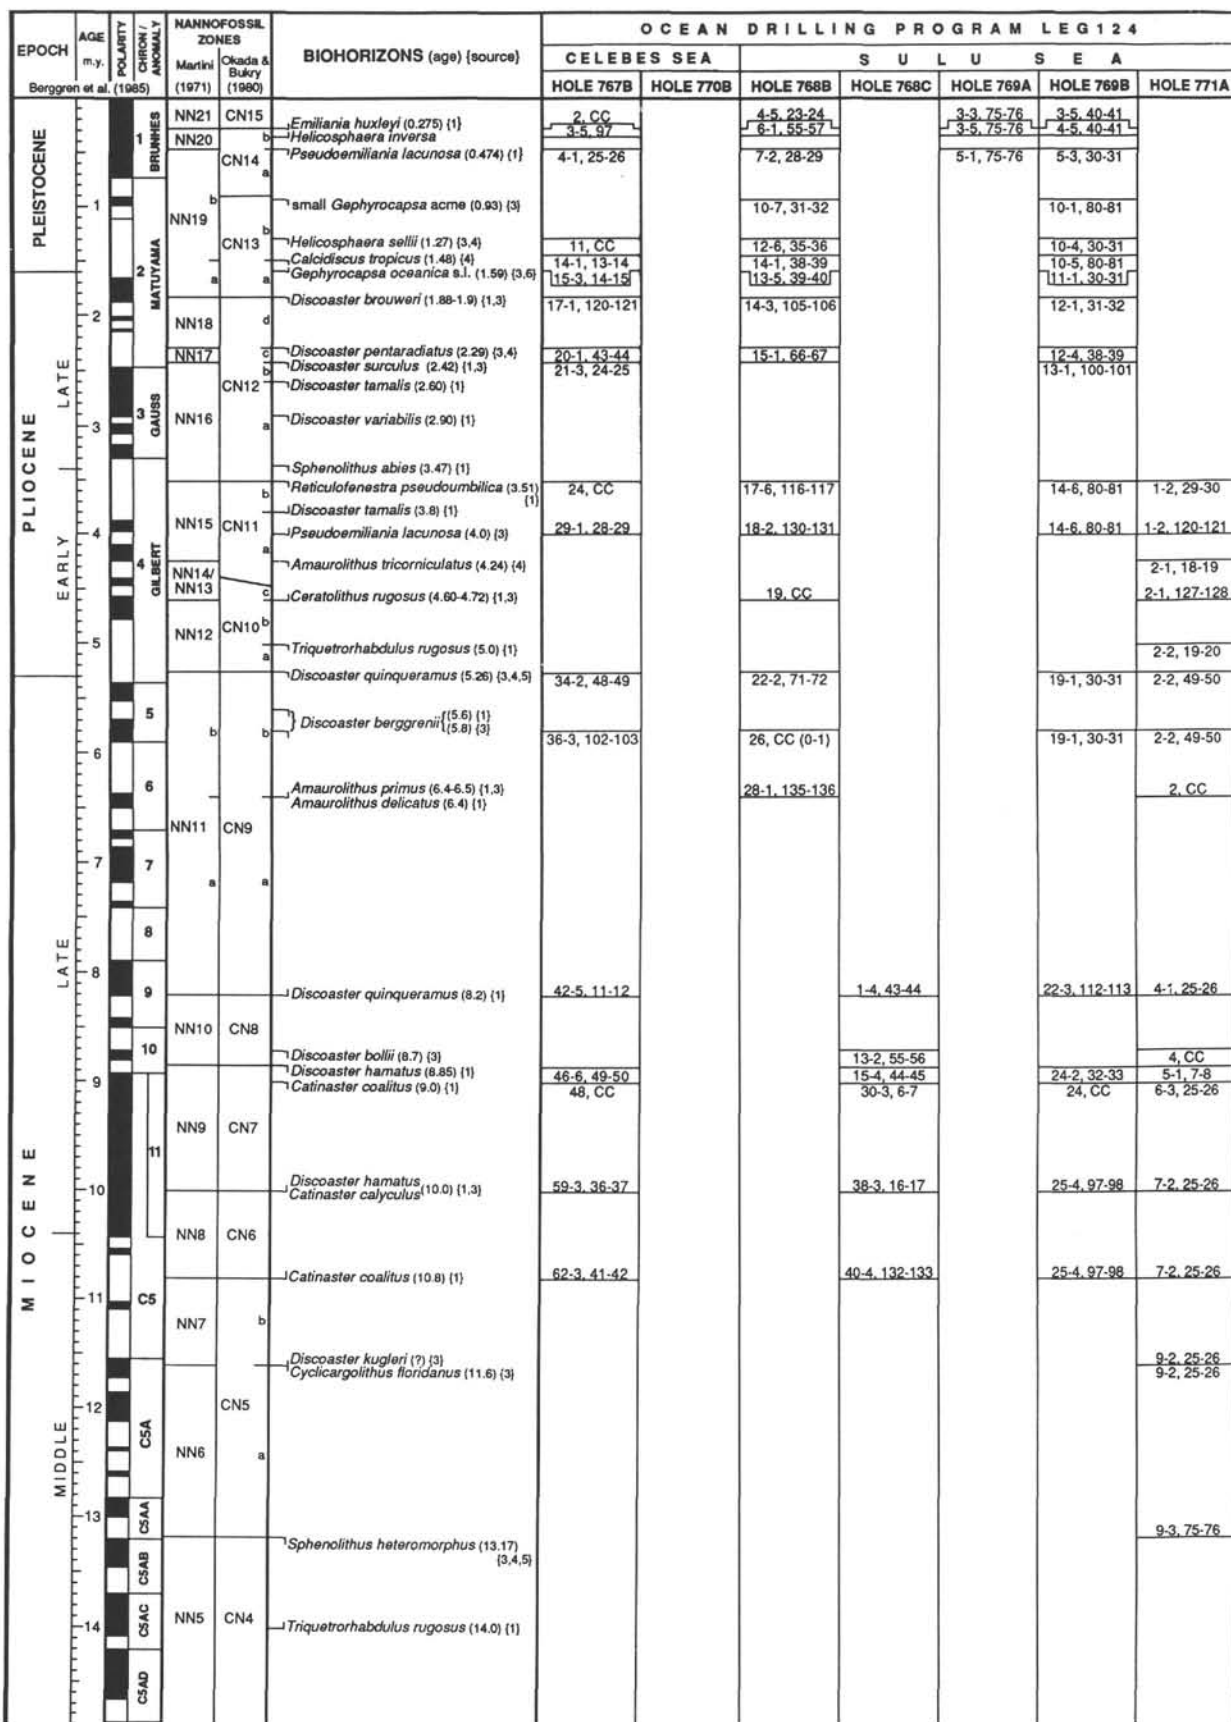 OCEAN DRILLING PROGRAM LEG124
EPOCH
AGE
m.y.
POLARITY
CHRON / ANOMALY
NANNOFOSSIL ZONES
Martini (1971)
Okada & Bukry (1980)
BIOHORIZONS (age) {source}
CELEBES SEA
SULU SEA
Berggren et al. (1985)
HOLE 767B HOLE 770B HOLE 768B HOLE 768C HOLE 769A HOLE 769B HOLE 771A
PLEISTOCENE
PLIOCENE
LATE
EARLY
MIOCENE
LATE
MIDDLE
1
2
3
4
5
6
7
8
9
10
11
12
13
14
1 BRUNHES
2 MATUYAMA
3 GAUSS
4 GILBERT
5
6
7
8
9
10
11
C5
C5A
C5AA
C5AB
C5AC
C5AD
NN21
NN20
NN19
b
a
NN18
NN17
NN16
NN15
NN14/
NN13
NN12
b
NN11
a
NN10
NN9
NN8
NN7
NN6
NN5
CN15
b
CN14
a
b
CN13
a
d
c
b
CN12
a
b
CN11
a
c
CN10 b
a
b
CN9
a
CN8
CN7
CN6
b
CN5
a
CN4
Emiliania huxleyi (0.275) {1} 2, CC 4-5, 23-24 3-3, 75-76 3-5, 40-41
Helicosphaera inversa 3-5, 97 6-1, 55-57 3-5, 75-76 4-5, 40-41
Pseudoemiliania lacunosa (0.474) {1} 4-1, 25-26 7-2, 28-29 5-1, 75-76 5-3, 30-31
small Gephyrocapsa acme (0.93) {3} 10-7, 31-32 10-1, 80-81
Helicosphaera sellii (1.27) {3,4} 11, CC 12-6, 35-36 10-4, 30-31
Calcidiscus tropicus (1.48) {4} 14-1, 13-14 14-1, 38-39 10-5, 80-81
Gephyrocapsa oceanica s.l. (1.59) {3,6} 15-3, 14-15 13-5, 39-40 11-1, 30-31
Discoaster brouweri (1.88-1.9) {1,3} 17-1, 120-121 14-3, 105-106 12-1, 31-32
Discoaster pentaradiatus (2.29) {3,4} 20-1, 43-44 15-1, 66-67 12-4, 38-39
Discoaster surculus (2.42) {1,3} 21-3, 24-25 13-1, 100-101
Discoaster tamalis (2.60) {1}
Discoaster variabilis (2.90) {1}
Sphenolithus abies (3.47) {1}
Reticulofenestra pseudoumbilica (3.51) {1} 24, CC 17-6, 116-117 14-6, 80-81 1-2, 29-30
Discoaster tamalis (3.8) {1}
Pseudoemiliania lacunosa (4.0) {3} 29-1, 28-29 18-2, 130-131 14-6, 80-81 1-2, 120-121
Amaurolithus tricorniculatus (4.24) {4} 2-1, 18-19
Ceratolithus rugosus (4.60-4.72) {1,3} 19, CC 2-1, 127-128
Triquetrorhabdulus rugosus (5.0) {1} 2-2, 19-20
Discoaster quinqueramus (5.26) {3,4,5} 34-2, 48-49 22-2, 71-72 19-1, 30-31 2-2, 49-50
} Discoaster berggrenii { (5.6) {1}
(5.8) {3} 36-3, 102-103 26, CC (0-1) 19-1, 30-31 2-2, 49-50
Amaurolithus primus (6.4-6.5) {1,3} 28-1, 135-136 2, CC
Amaurolithus delicatus (6.4) {1}
Discoaster quinqueramus (8.2) {1} 42-5, 11-12 1-4, 43-44 22-3, 112-113 4-1, 25-26
Discoaster bollii (8.7) {3} 13-2, 55-56 4, CC
Discoaster hamatus (8.85) {1} 46-6, 49-50 15-4, 44-45 24-2, 32-33 5-1, 7-8
Catinaster coalitus (9.0) {1} 48, CC 30-3, 6-7 24, CC 6-3, 25-26
Discoaster hamatus
Catinaster calyculus (10.0) {1,3} 59-3, 36-37 38-3, 16-17 25-4, 97-98 7-2, 25-26
Catinaster coalitus (10.8) {1} 62-3, 41-42 40-4, 132-133 25-4, 97-98 7-2, 25-26
Discoaster kugleri (?) {3} 9-2, 25-26
Cyclicargolithus floridanus (11.6) {3} 9-2, 25-26
Sphenolithus heteromorphus (13.17) {3,4,5} 9-3, 75-76
Triquetrorhabdulus rugosus (14.0) {1}